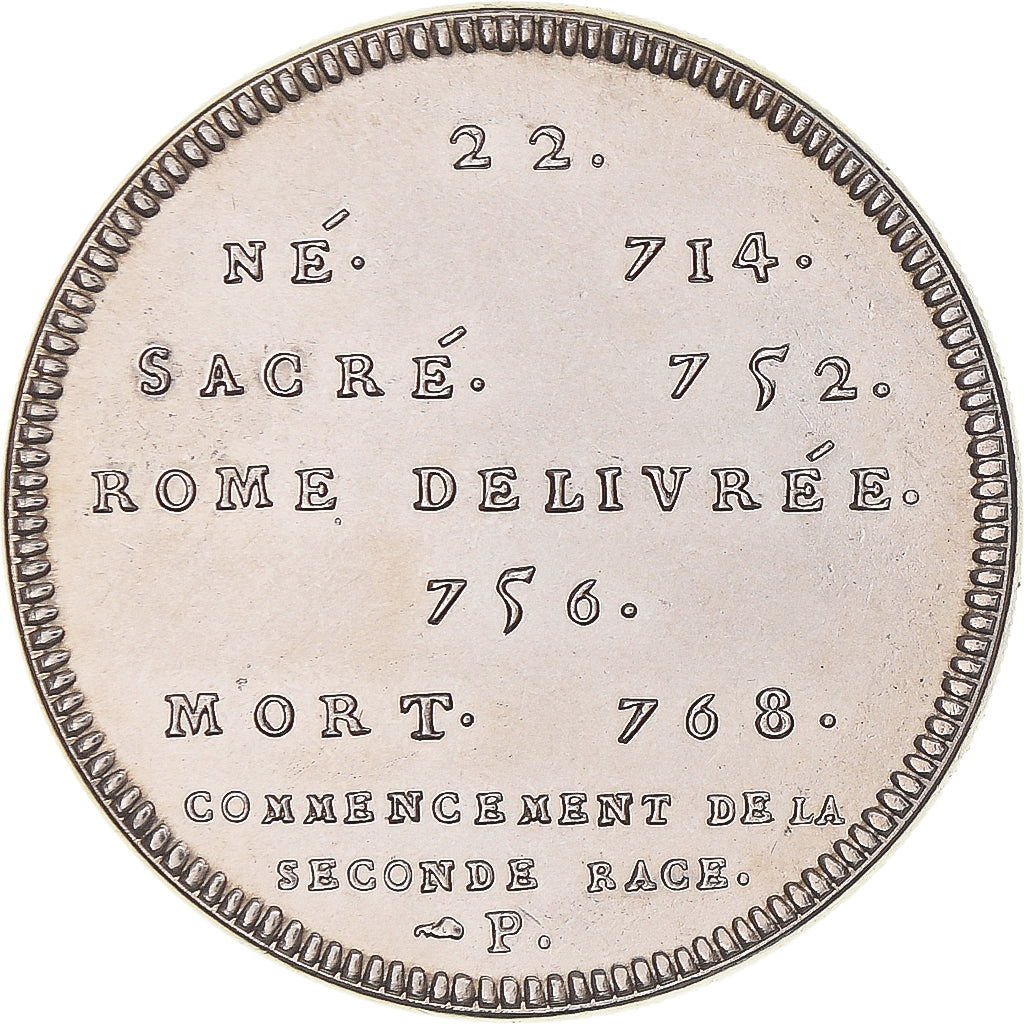 22.
NÉ. 714.
SACRÉ. 752.
ROME DELIVRÉE.
756.
MORT. 768.
COMMENCEMENT DE LA
SECONDE RACE.
P.